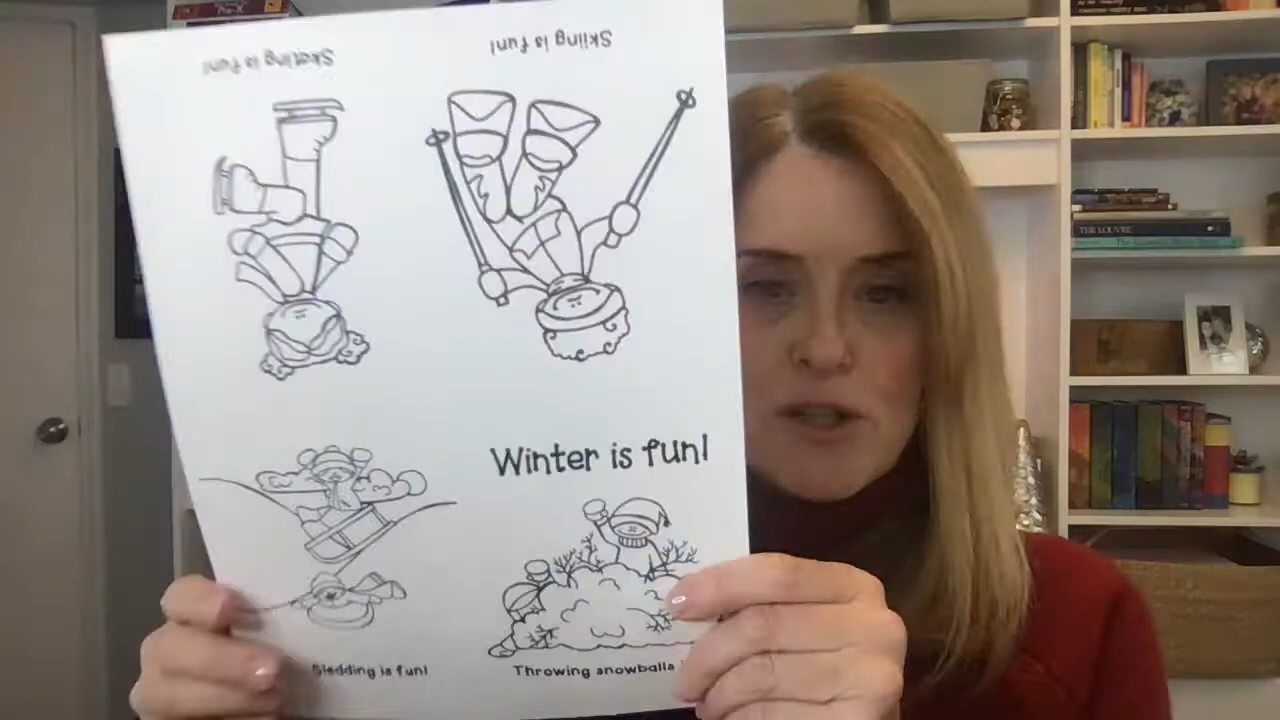 Skating is fun!
Skiing is fun!
Winter is fun!
Sledding is fun!
Throwing snowballs
THE LOUVRE